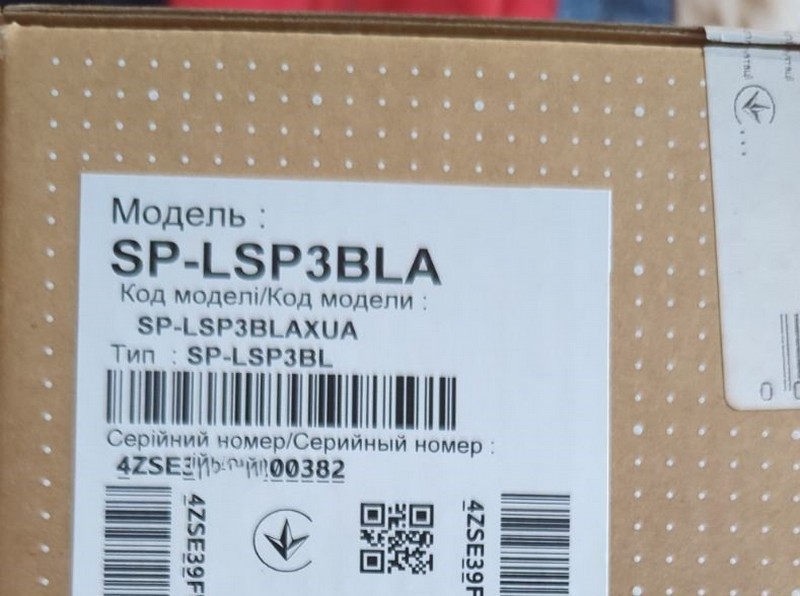 Модель :
SP-LSP3BLA
Код моделі/Код модели :
SP-LSP3BLAXUA
Тип : SP-LSP3BL
Серійний номер/Серийный номер :